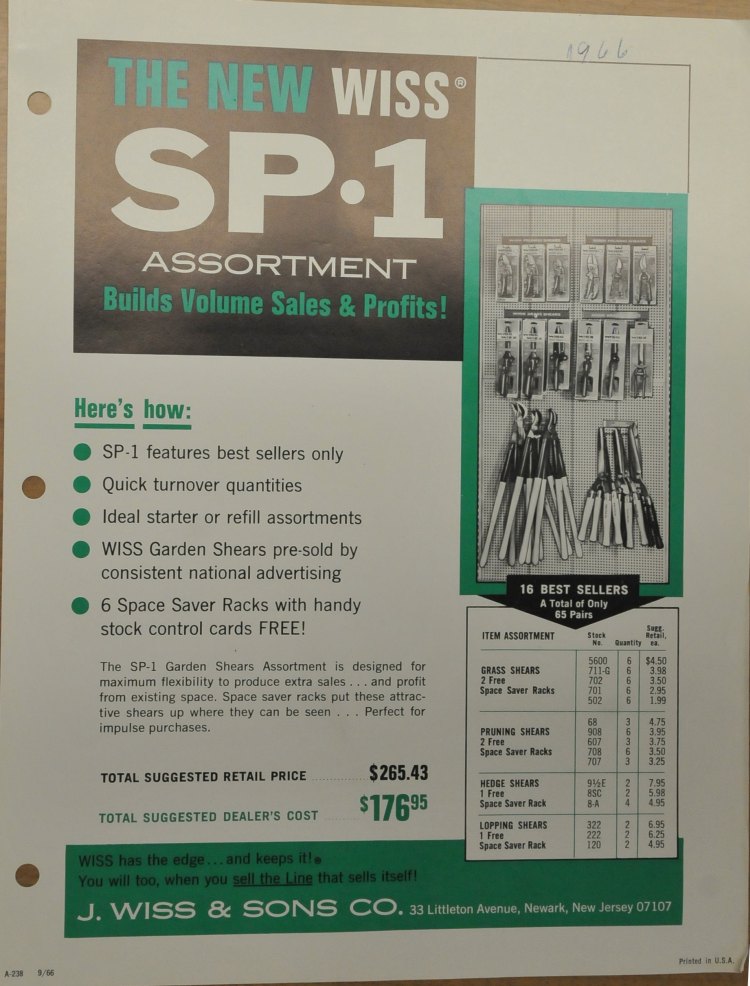 1966
THE NEW WISS®
SP·1
ASSORTMENT
Builds Volume Sales & Profits!
Here's how:
SP-1 features best sellers only
Quick turnover quantities
Ideal starter or refill assortments
WISS Garden Shears pre-sold by
consistent national advertising
6 Space Saver Racks with handy
stock control cards FREE!
The SP-1 Garden Shears Assortment is designed for
maximum flexibility to produce extra sales . . . and profit
from existing space. Space saver racks put these attrac-
tive shears up where they can be seen . . . Perfect for
impulse purchases.
TOTAL SUGGESTED RETAIL PRICE ............ $265.43
TOTAL SUGGESTED DEALER'S COST ........ $176.95
16 BEST SELLERS
A Total of Only
65 Pairs
ITEM ASSORTMENT Stock No. Quantity Sugg. Retail, ea.
5600 6 $4.50
GRASS SHEARS 711-G 6 3.98
2 Free 702 6 3.50
Space Saver Racks 701 6 2.95
502 6 1.99
68 3 4.75
PRUNING SHEARS 908 6 3.95
2 Free 607 3 3.75
Space Saver Racks 708 6 3.50
707 3 3.25
HEDGE SHEARS 9½E 2 7.95
1 Free 8SC 2 5.98
Space Saver Rack 8-A 4 4.95
LOPPING SHEARS 322 2 6.95
1 Free 222 2 6.25
Space Saver Rack 120 2 4.95
WISS has the edge...and keeps it!®
You will too, when you sell the Line that sells itself!
J. WISS & SONS CO. 33 Littleton Avenue, Newark, New Jersey 07107
A-238 9/66
Printed in U.S.A.